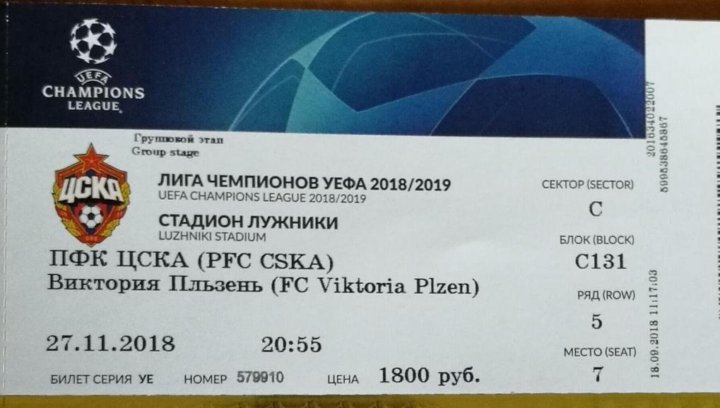 UEFA
CHAMPIONS
LEAGUE
Групповой этап
Group stage
ЦСКА
ЛИГА ЧЕМПИОНОВ УЕФА 2018/2019
UEFA CHAMPIONS LEAGUE 2018/2019
СТАДИОН ЛУЖНИКИ
LUZHNIKI STADIUM
ПФК ЦСКА (PFC CSKA)
Виктория Пльзень (FC Viktoria Plzen)
27.11.2018 20:55
БИЛЕТ СЕРИЯ УЕ НОМЕР 579910 ЦЕНА 1800 руб.
СЕКТОР (SECTOR)
C
БЛОК (BLOCK)
C131
РЯД (ROW)
5
МЕСТО (SEAT)
7
201634022007
599538645867
18.09.2018 11:17:03